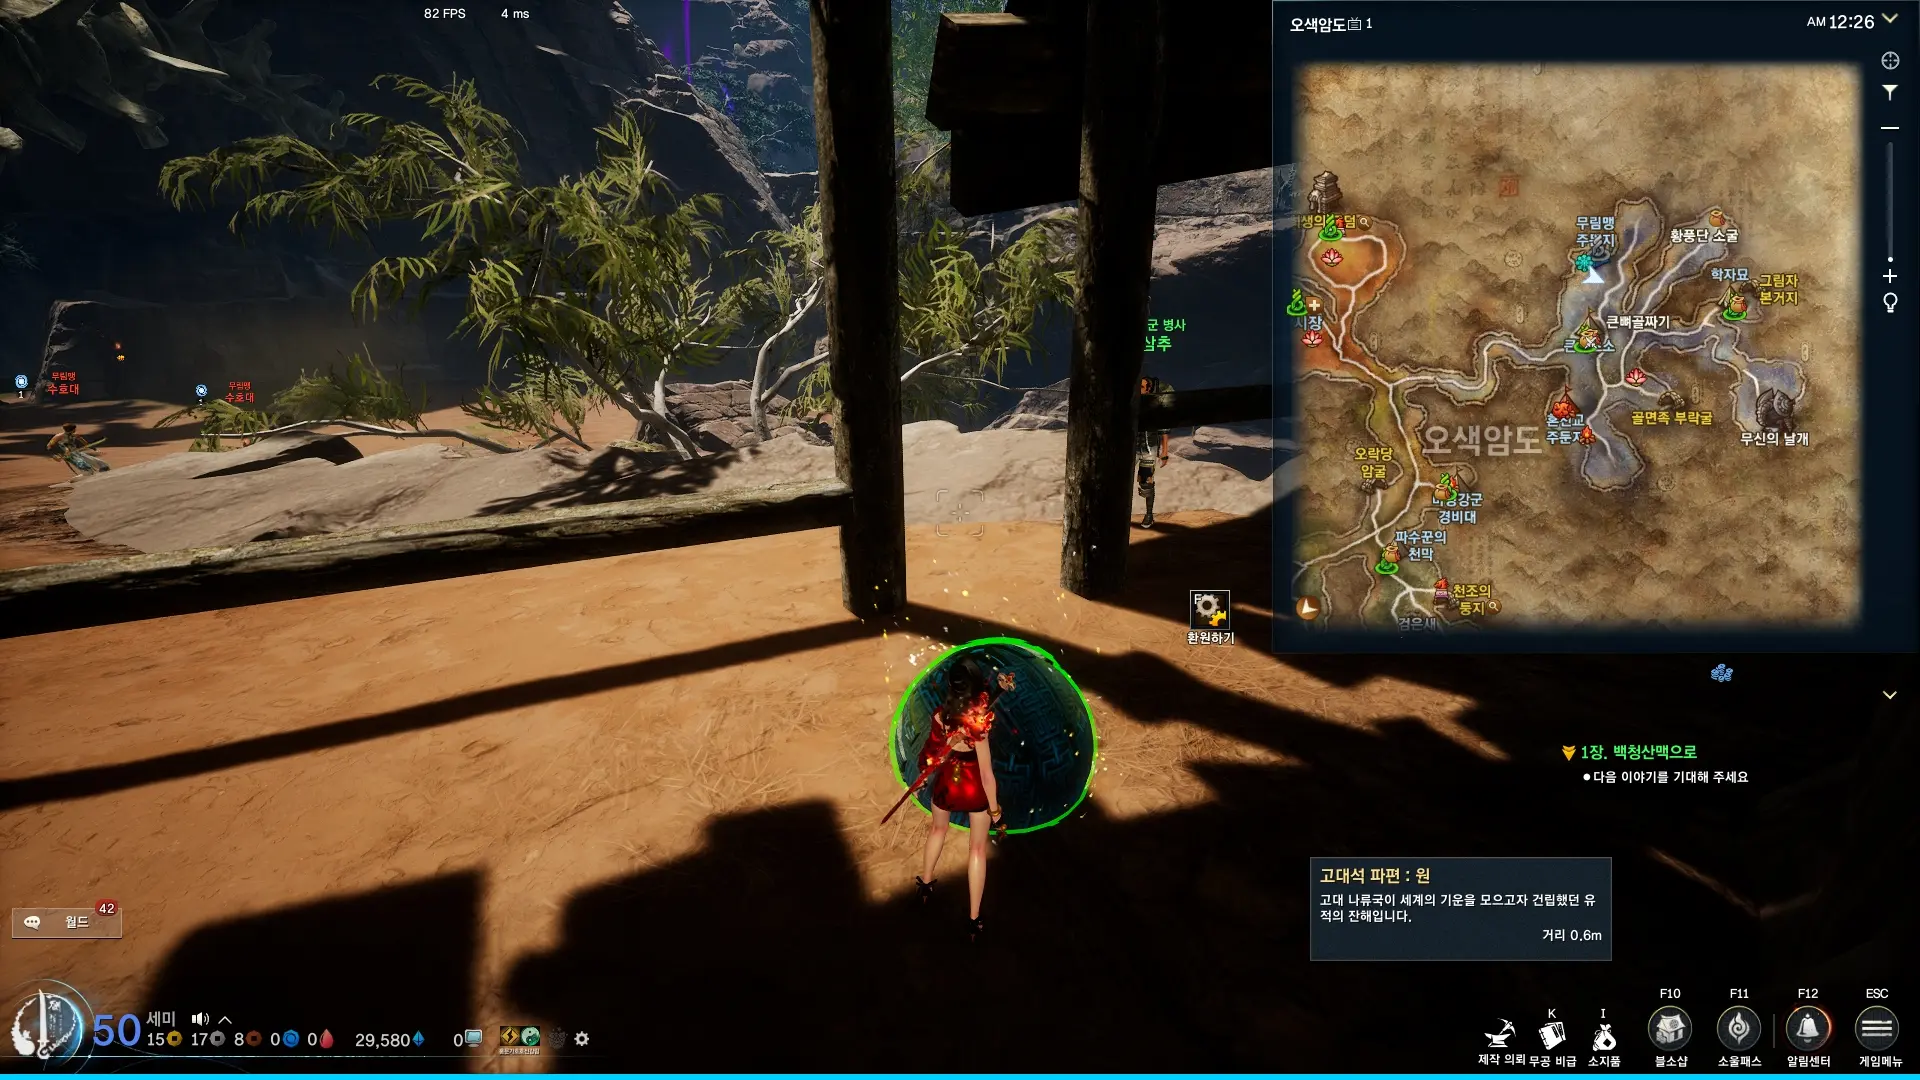 82 FPS 4 ms
오색암도 1
AM 12:26
무림맹
주둔지
황풍단 소굴
학자묘
그림자
본거지
큰뼈골짜기
시장
오색암도
주둔지
골면족 부락굴
무신의 날개
오락당
암굴
경비대
파수꾼의
천막
천조의
둥지
검은새
무림맹
수호대
1
무림맹
수호대
군 병사
삼추
F
환원하기
1장. 백청산맥으로
다음 이야기를 기대해 주세요
고대석 파편 : 원
고대 나류국이 세계의 기운을 모으고자 건립했던 유
적의 잔해입니다.
거리 0.6m
월드 42
50 세미
15 17 8 0 0 29,580 0
K I F10 F11 F12 ESC
제작 의뢰 무공 비급 소지품 블소샵 소울패스 알림센터 게임메뉴